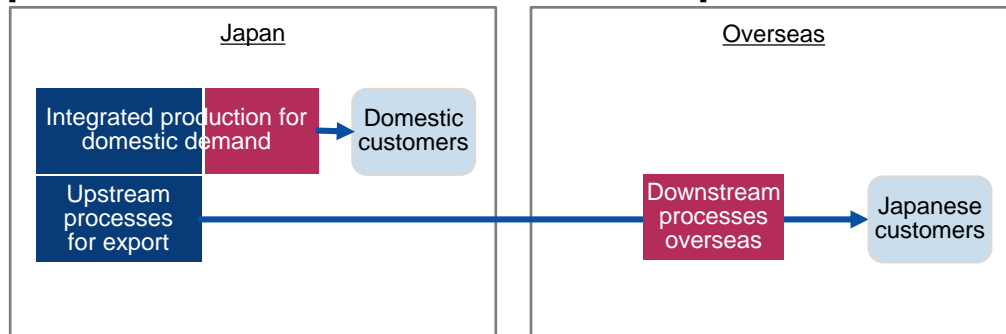 Japan
Integrated production for
domestic demand
Domestic
customers
Upstream
processes
for export
Overseas
Downstream
processes
overseas
Japanese
customers